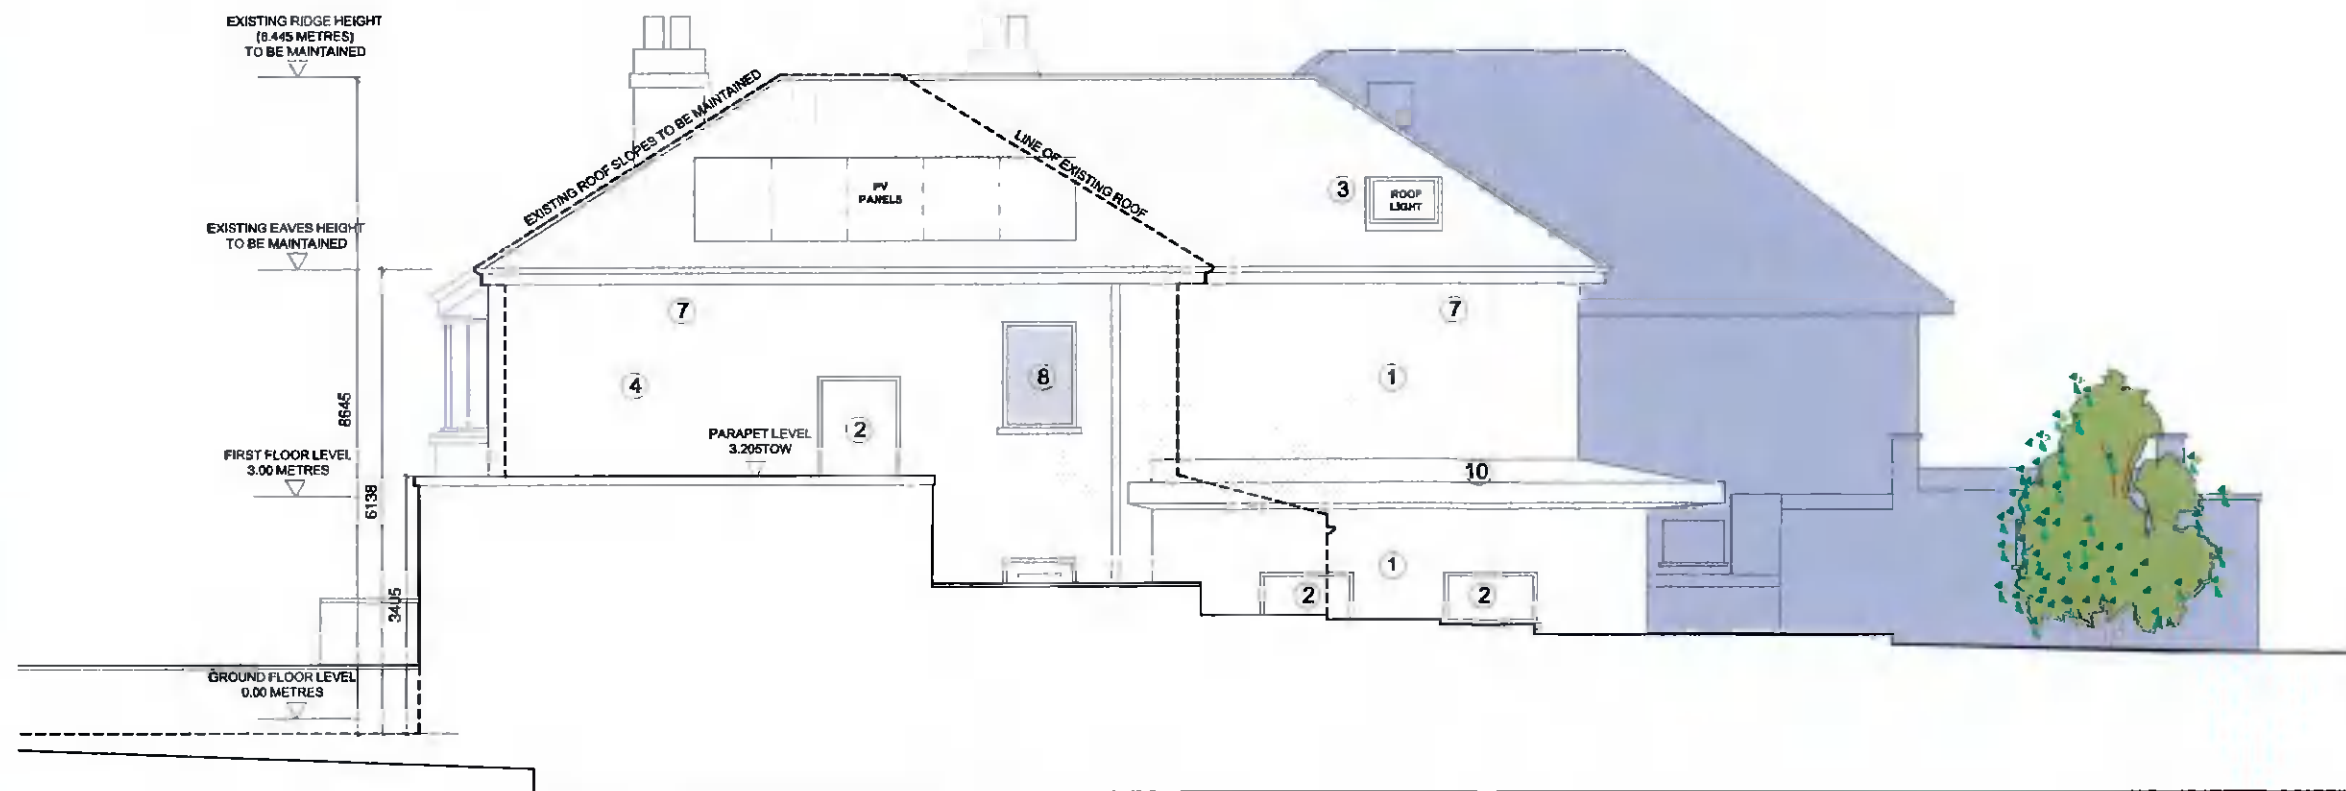 EXISTING RIDGE HEIGHT
(8.445 METRES)
TO BE MAINTAINED
EXISTING ROOF SLOPES TO BE MAINTAINED
LINE OF EXISTING ROOF
PV
PANELS
3
ROOF
LIGHT
EXISTING EAVES HEIGHT
TO BE MAINTAINED
7
7
4
8
1
8645
2
PARAPET LEVEL
3.205TOW
FIRST FLOOR LEVEL
3.00 METRES
10
6138
1
3405
2
2
GROUND FLOOR LEVEL
0.00 METRES